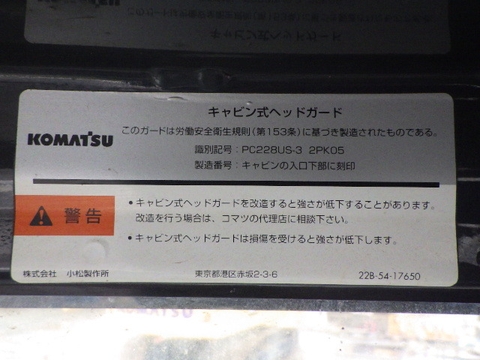 キャビン式ヘッドガード
このガードは労働安全衛生規則(第153条)に基づき製造されたものである。
KOMATSU
識別記号：PC228US-3 2PK05
製造番号：キャビンの入口下部に刻印
警告
•キャビン式ヘッドガードを改造すると強さが低下することがあります。
改造を行う場合は、コマツの代理店に相談下さい。
•キャビン式ヘッドガードは損傷を受けると強さが低下します。
株式会社 小松製作所 東京都港区赤坂2-3-6 22B-54-17650